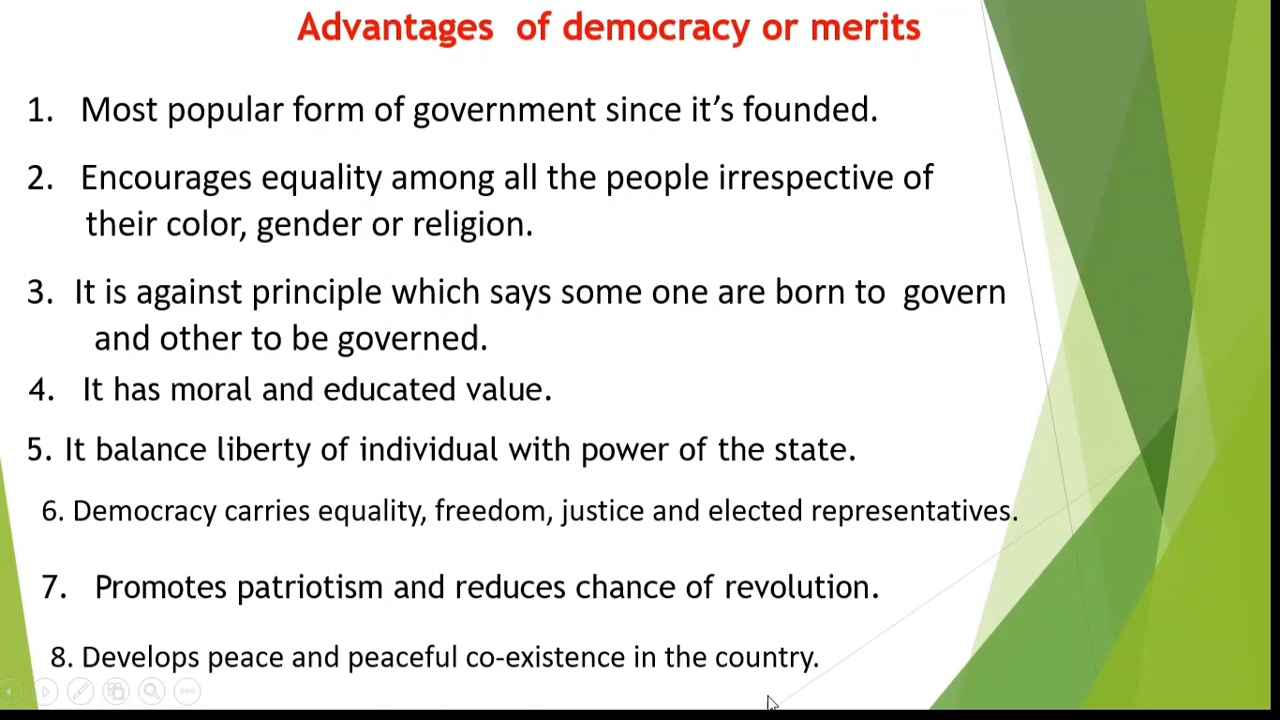 Advantages of democracy or merits
1. Most popular form of government since it’s founded.
2. Encourages equality among all the people irrespective of
their color, gender or religion.
3. It is against principle which says some one are born to govern
and other to be governed.
4. It has moral and educated value.
5. It balance liberty of individual with power of the state.
6. Democracy carries equality, freedom, justice and elected representatives.
7. Promotes patriotism and reduces chance of revolution.
8. Develops peace and peaceful co-existence in the country.